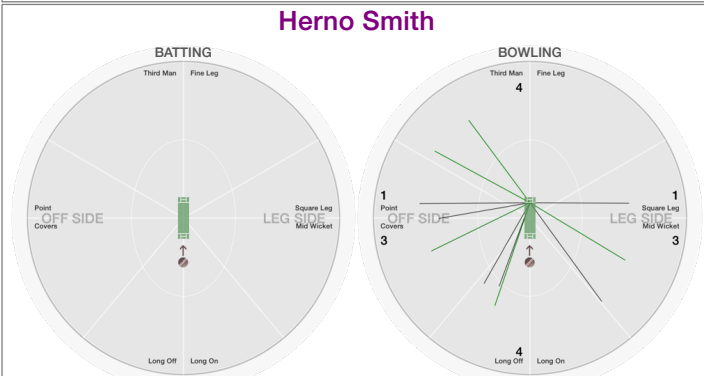 Herno Smith
BATTING
Third Man Fine Leg
Point Square Leg
OFF SIDE LEG SIDE
Covers Mid Wicket
Long Off Long On
BOWLING
Third Man Fine Leg
4
1 1
Point Square Leg
OFF SIDE LEG SIDE
Covers Mid Wicket
3 3
4
Long Off Long On